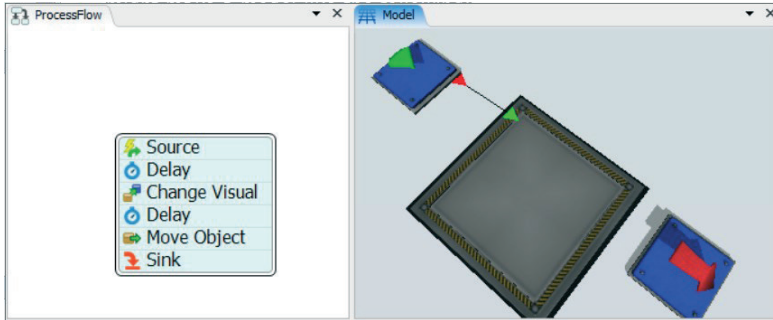 ProcessFlow
Model
Source
Delay
Change Visual
Delay
Move Object
Sink